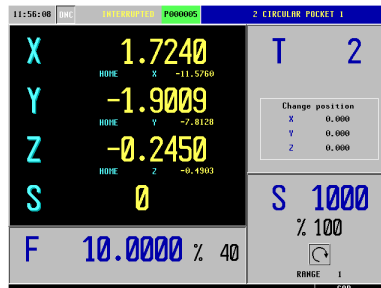 11:56:08 DNC INTERRUPTED P000005 2 CIRCULAR POCKET 1
X 1.7240
HOME X -11.5760
Y -1.9009
HOME Y -7.8128
Z -0.2450
HOME Z -0.4903
S 0
F 10.0000 % 40
T 2
Change position
X 0.000
Y 0.000
Z 0.000
S 1000
% 100
RANGE 1